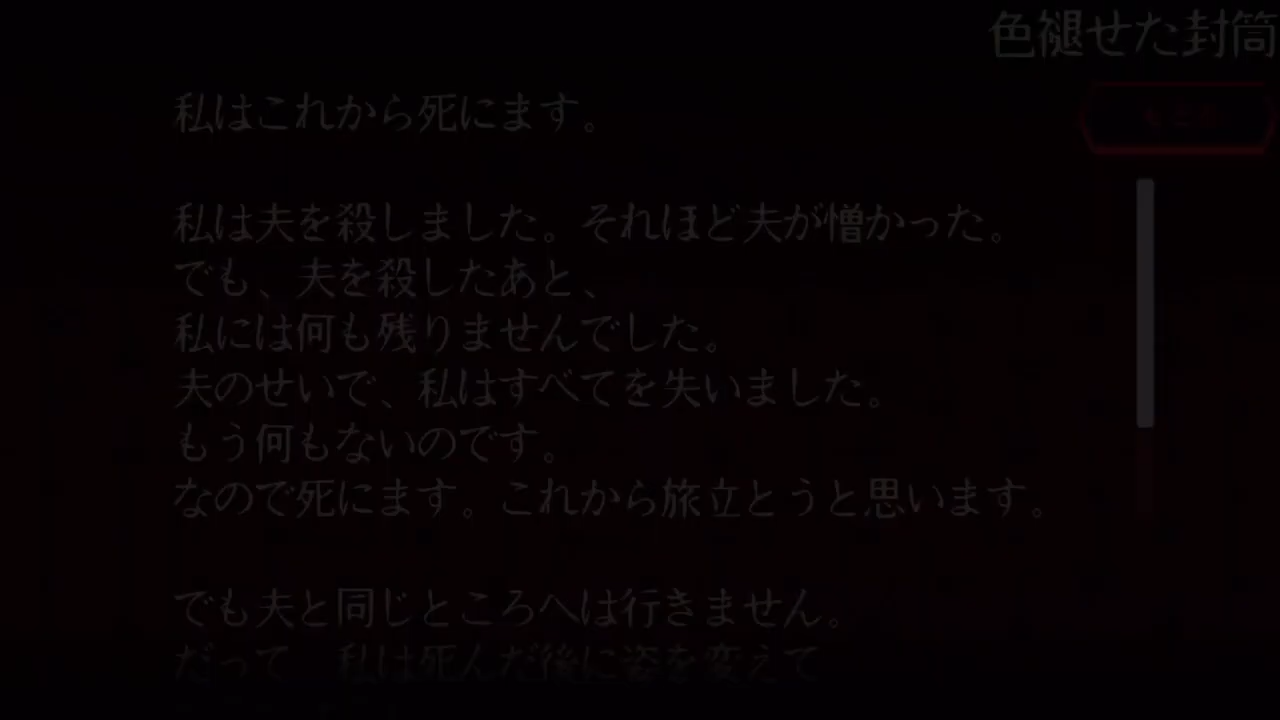 色褪せた封筒
私はこれから死にます。
私は夫を殺しました。それほど夫が憎かった。
でも、夫を殺したあと、
私には何も残りませんでした。
夫のせいで、私はすべてを失いました。
もう何もないのです。
なので死にます。これから旅立とうと思います。
でも夫と同じところへは行きません。
だって　私は死んだ後に姿を変えて